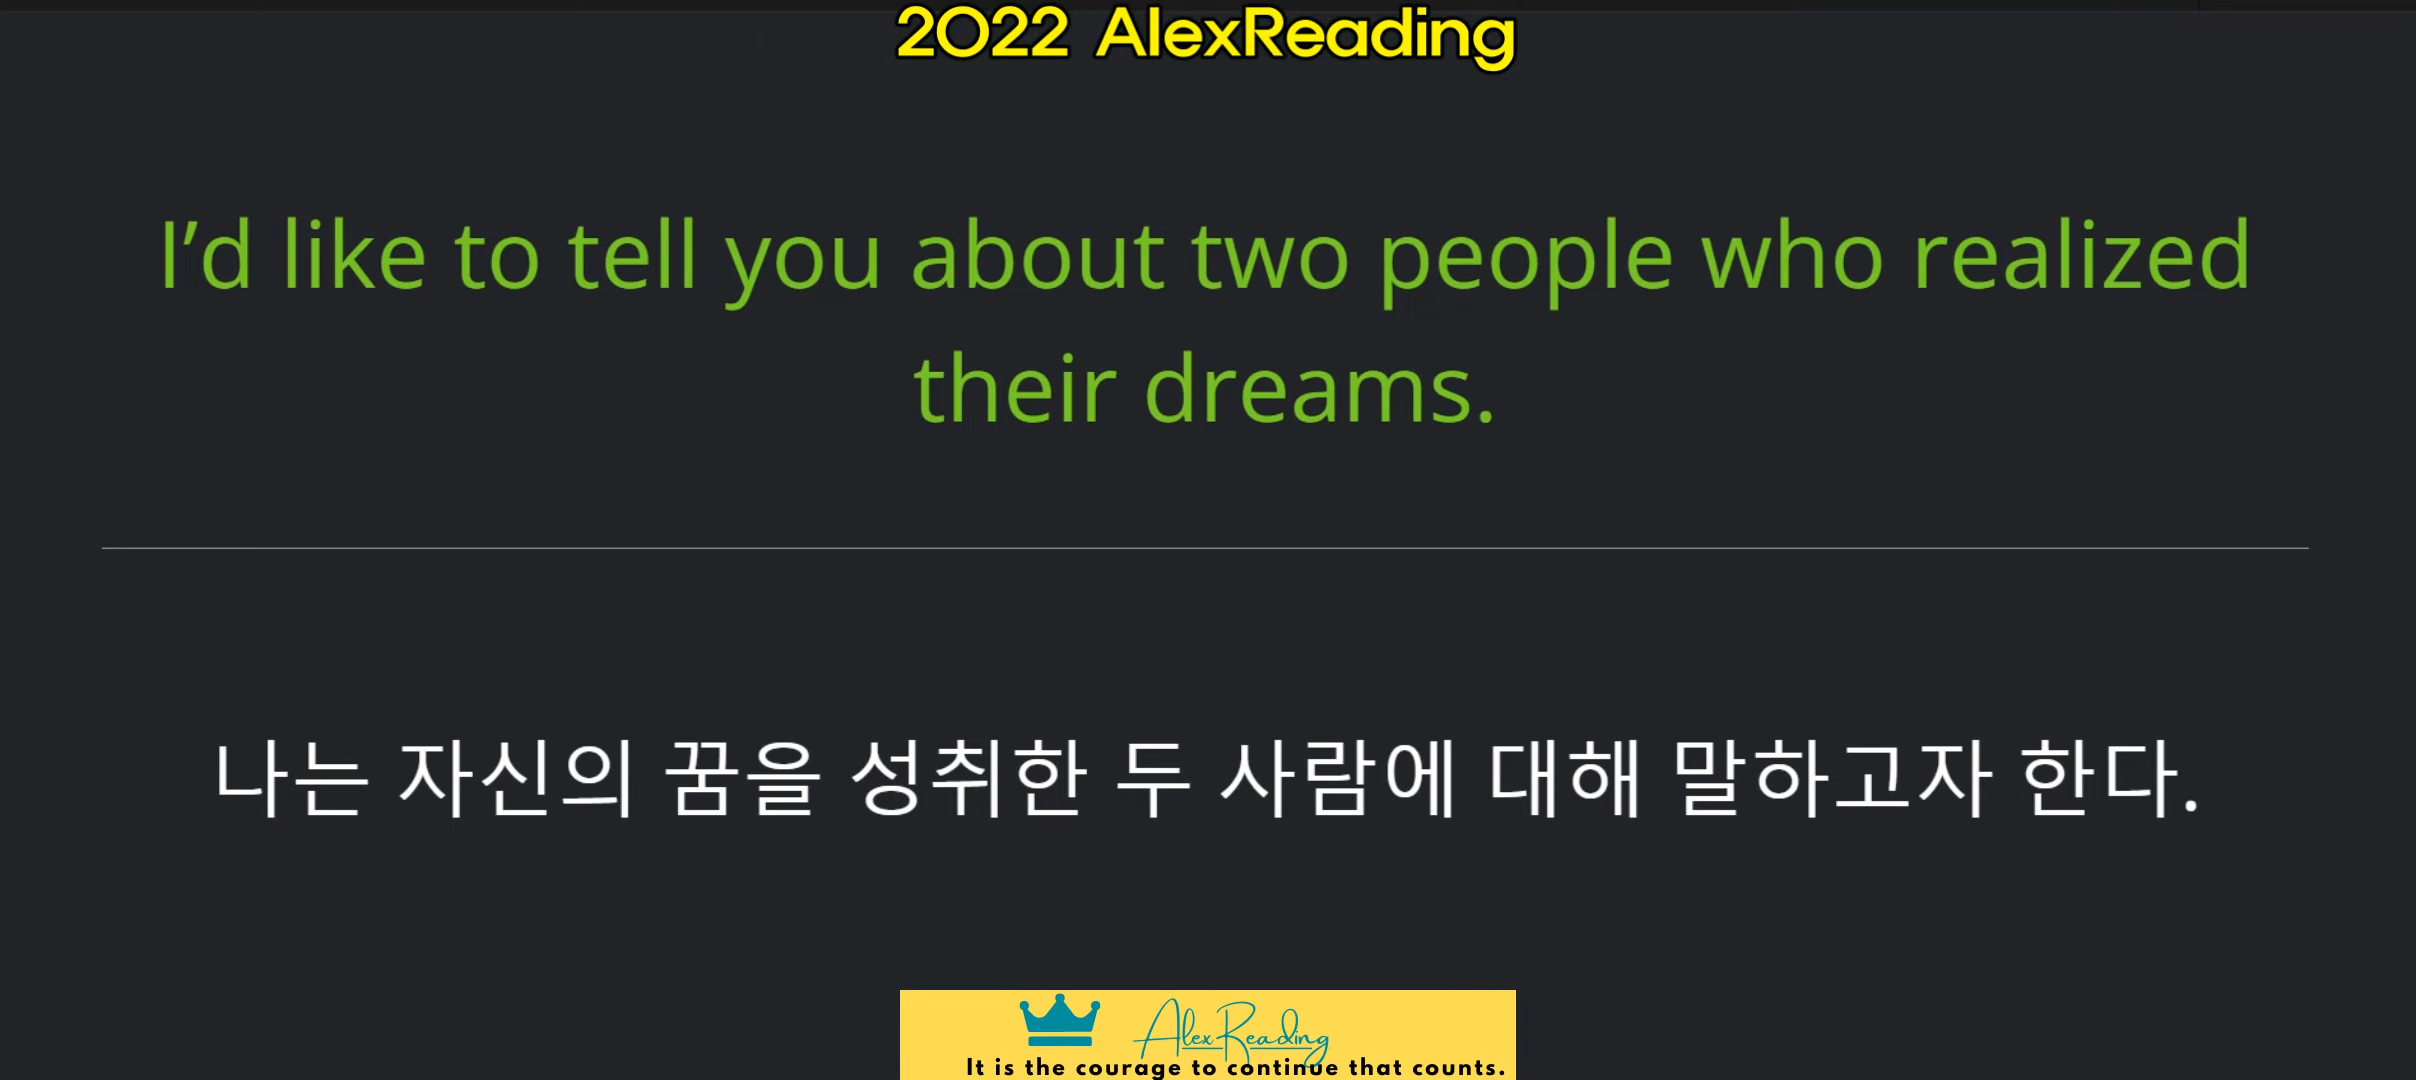 2022 AlexReading
I’d like to tell you about two people who realized
their dreams.
나는 자신의 꿈을 성취한 두 사람에 대해 말하고자 한다.
AlexReading
It is the courage to continue that counts.